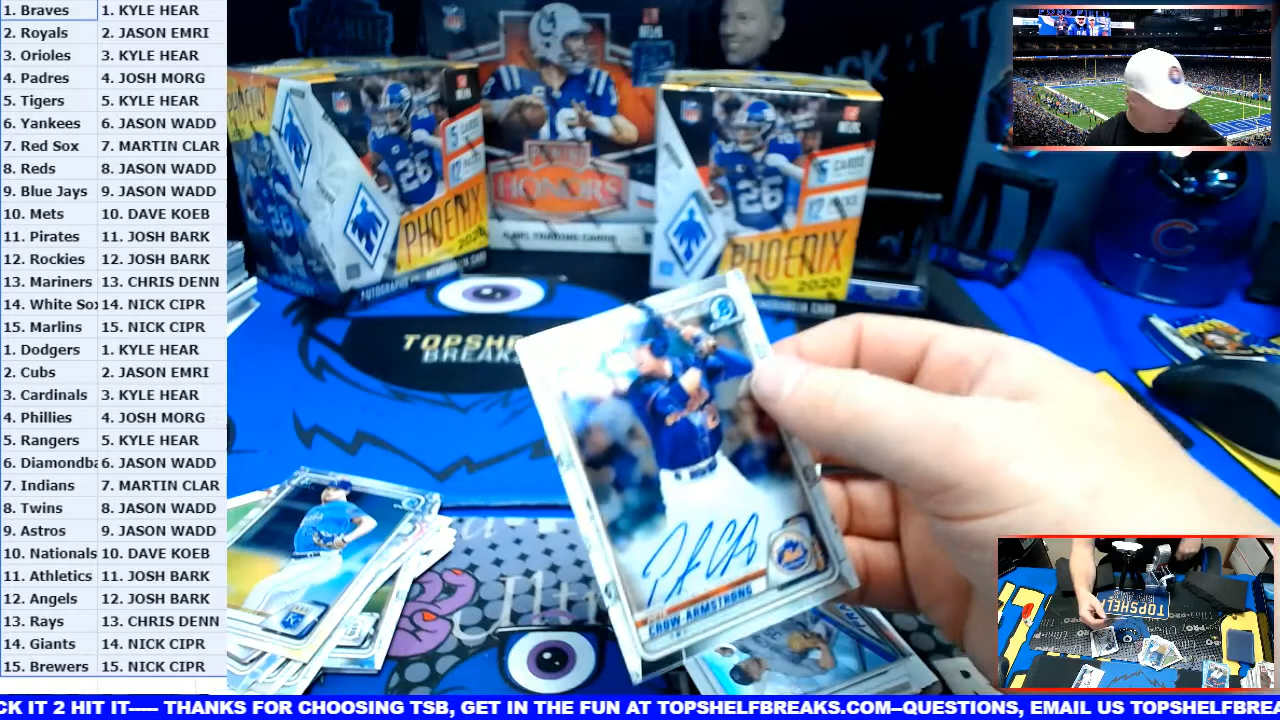 1. Braves 1. KYLE HEAR
2. Royals 2. JASON EMRI
3. Orioles 3. KYLE HEAR
4. Padres 4. JOSH MORG
5. Tigers 5. KYLE HEAR
6. Yankees 6. JASON WADD
7. Red Sox 7. MARTIN CLAR
8. Reds 8. JASON WADD
9. Blue Jays 9. JASON WADD
10. Mets 10. DAVE KOEB
11. Pirates 11. JOSH BARK
12. Rockies 12. JOSH BARK
13. Mariners 13. CHRIS DENN
14. White Sox 14. NICK CIPR
15. Marlins 15. NICK CIPR
1. Dodgers 1. KYLE HEAR
2. Cubs 2. JASON EMRI
3. Cardinals 3. KYLE HEAR
4. Phillies 4. JOSH MORG
5. Rangers 5. KYLE HEAR
6. Diamondba 6. JASON WADD
7. Indians 7. MARTIN CLAR
8. Twins 8. JASON WADD
9. Astros 9. JASON WADD
10. Nationals 10. DAVE KOEB
11. Athletics 11. JOSH BARK
12. Angels 12. JOSH BARK
13. Rays 13. CHRIS DENN
14. Giants 14. NICK CIPR
15. Brewers 15. NICK CIPR
FORD FIELD
HONORS
26
PHOENIX
2020
26
PHOENIX
2020
TOPSHE
BREAKS
CROW-ARMSTRONG
TOPSHEL
CK IT 2 HIT IT----- THANKS FOR CHOOSING TSB, GET IN THE FUN AT TOPSHELFBREAKS.COM--QUESTIONS, EMAIL US TOPSHELFBREA